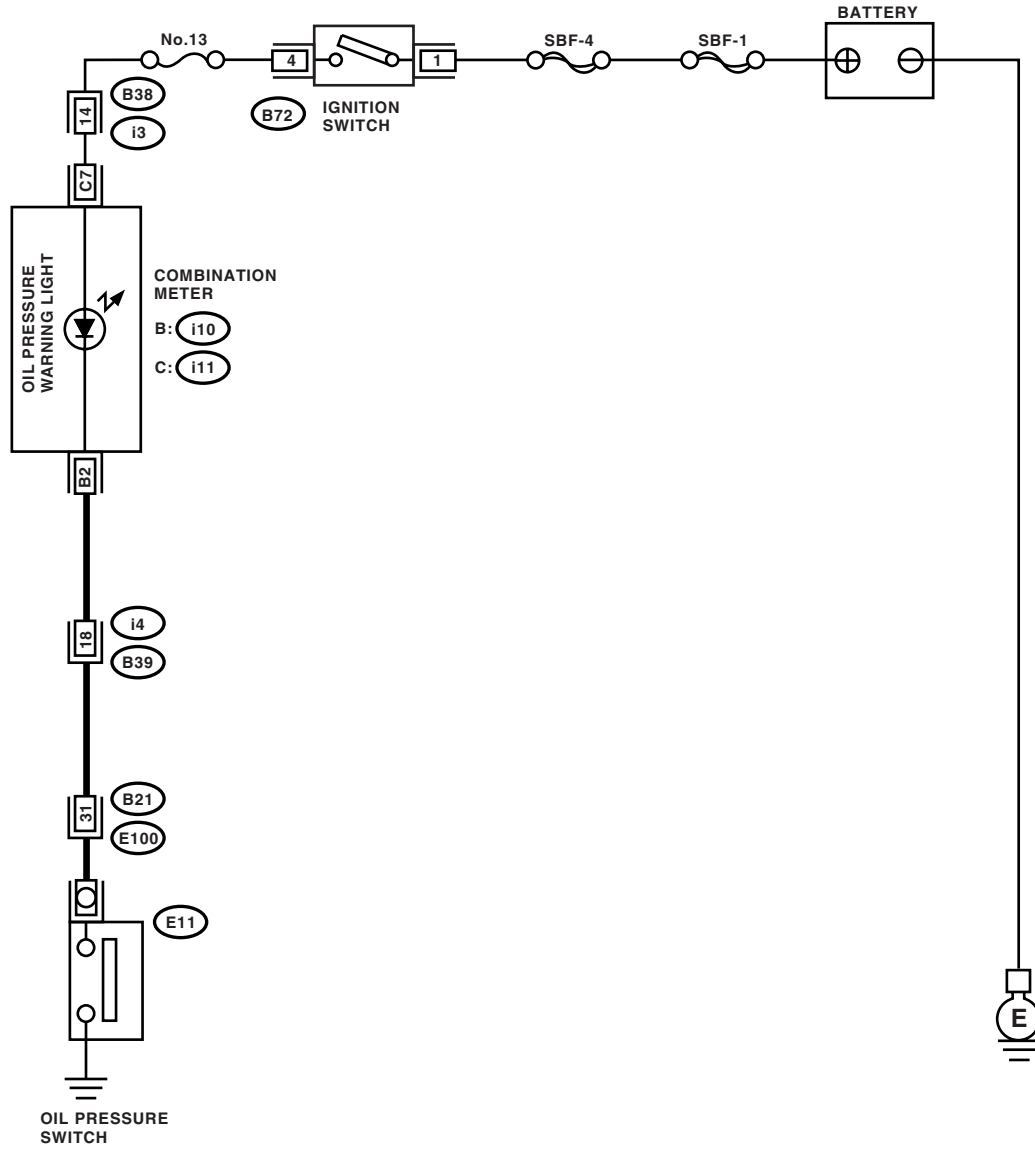 BATTERY
No.13
SBF-4
SBF-1
4
1
B38
14
i3
B72
IGNITION
SWITCH
C7
OIL PRESSURE
WARNING LIGHT
COMBINATION
METER
B: i10
C: i11
B2
i4
18
B39
B21
31
E100
E11
E
OIL PRESSURE
SWITCH